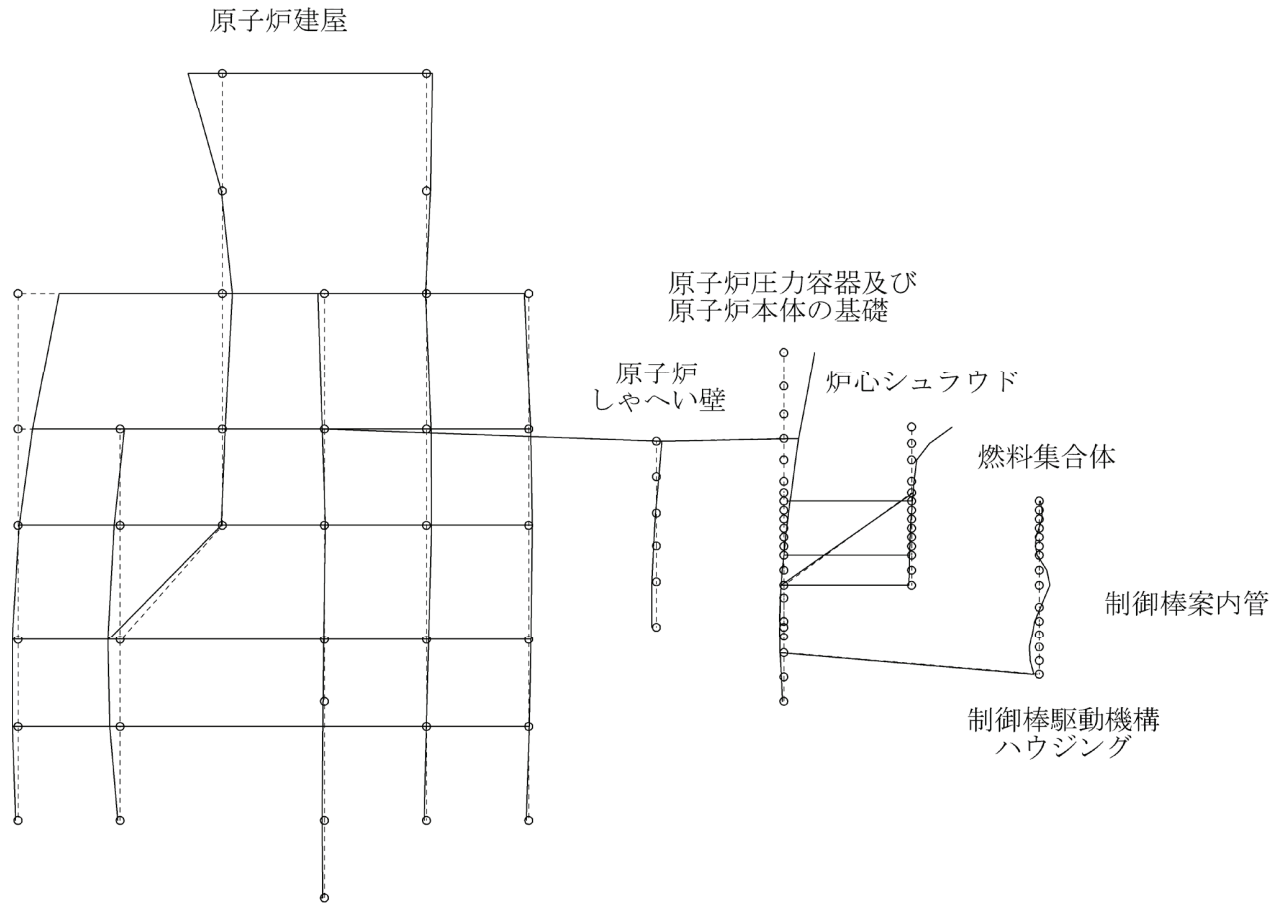 原子炉建屋
原子炉圧力容器及び
原子炉本体の基礎
原子炉
しゃへい壁
炉心シュラウド
燃料集合体
制御棒案内管
制御棒駆動機構
ハウジング